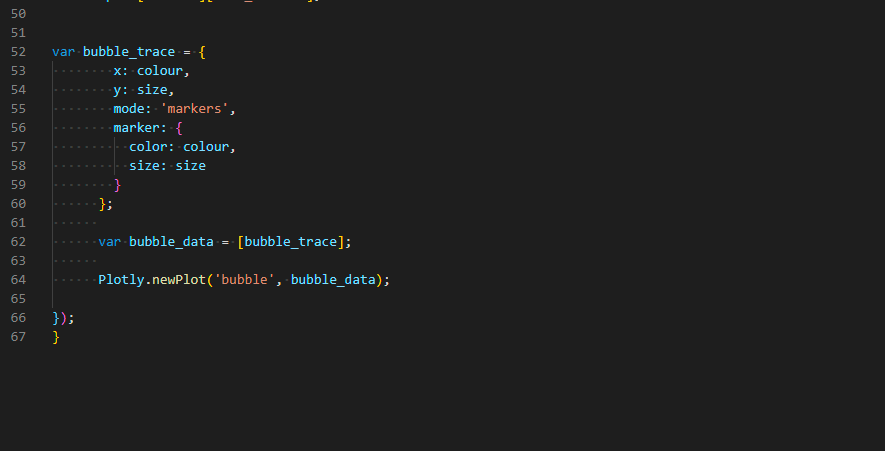 50
51
52 var bubble_trace = {
53 x: colour,
54 y: size,
55 mode: 'markers',
56 marker: {
57 color: colour,
58 size: size
59 }
60 };
61
62 var bubble_data = [bubble_trace];
63
64 Plotly.newPlot('bubble', bubble_data);
65
66 });
67 }